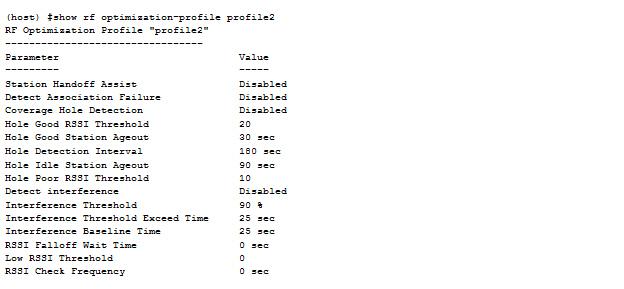 (host) #show rf optimization-profile profile2
RF Optimization Profile "profile2"
----------------------------------
Parameter Value
--------- -----
Station Handoff Assist Disabled
Detect Association Failure Disabled
Coverage Hole Detection Disabled
Hole Good RSSI Threshold 20
Hole Good Station Ageout 30 sec
Hole Detection Interval 180 sec
Hole Idle Station Ageout 90 sec
Hole Poor RSSI Threshold 10
Detect interference Disabled
Interference Threshold 90 %
Interference Threshold Exceed Time 25 sec
Interference Baseline Time 25 sec
RSSI Falloff Wait Time 0 sec
Low RSSI Threshold 0
RSSI Check Frequency 0 sec